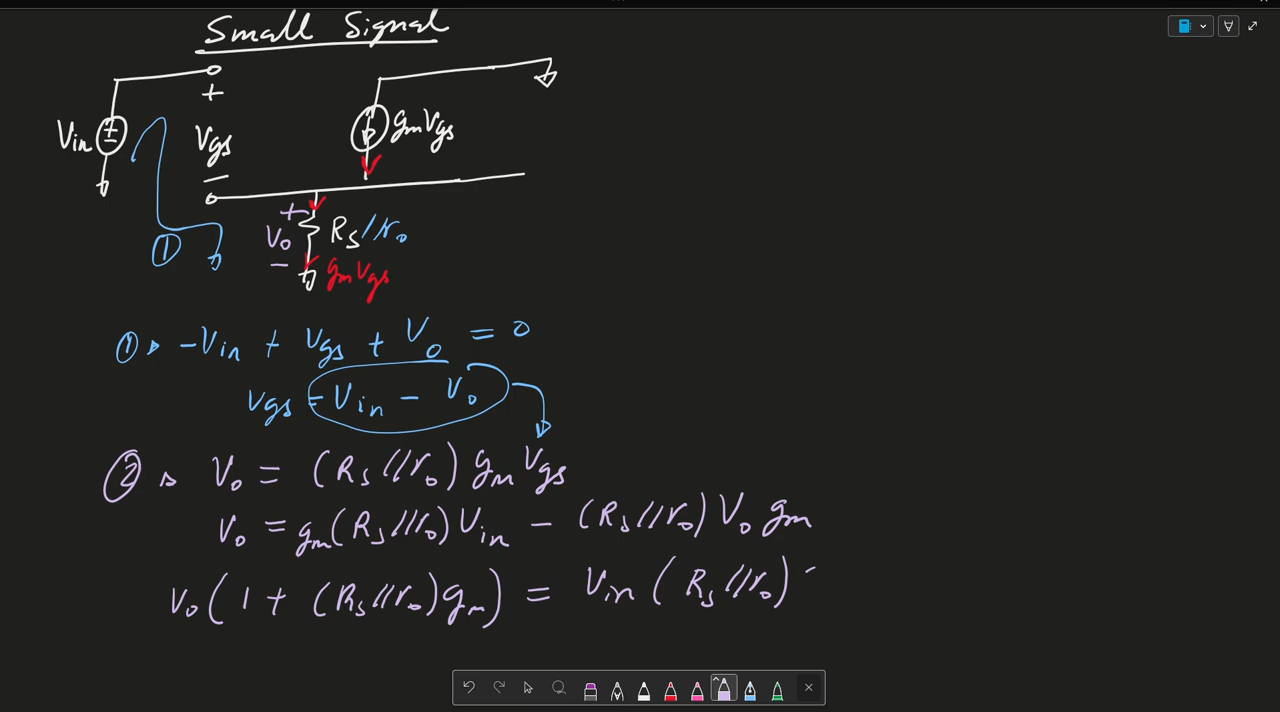 Small Signal
+
Vin
+
−
Vgs
−
gmVgs
+
Vo
−
Rs//ro
gmVgs
①
① ▹ -Vin + Vgs + Vo = 0
Vgs = Vin - Vo
② ▹ Vo = (Rs//ro) gm Vgs
Vo = gm(Rs//ro) Vin - (Rs//ro) Vo gm
Vo(1 + (Rs//ro) gm) = Vin (Rs//ro)